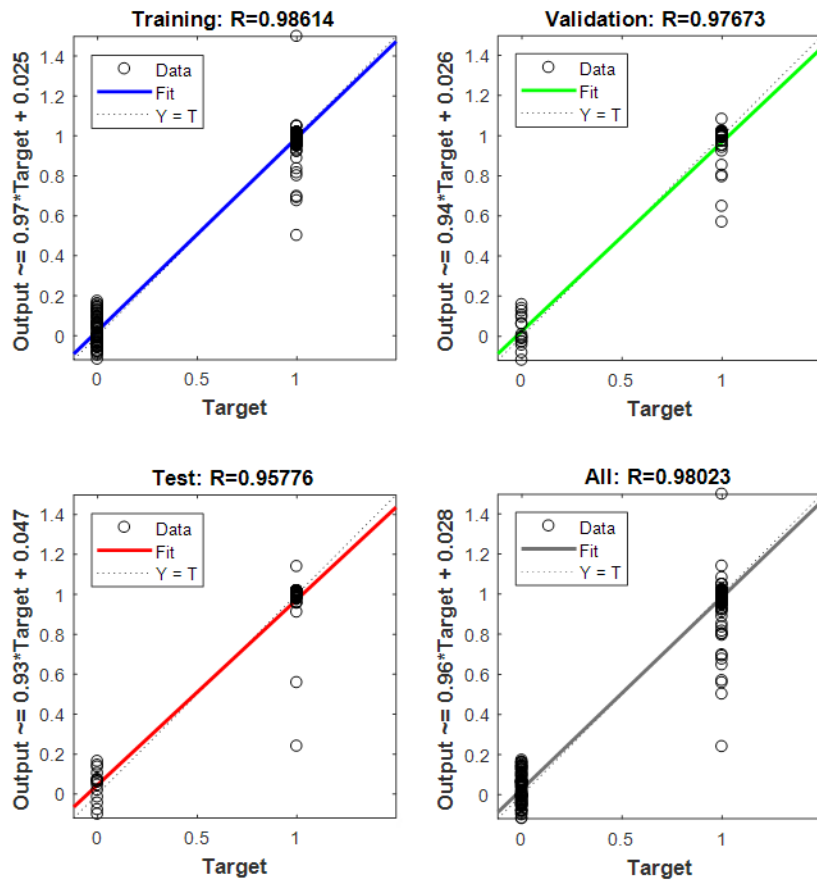 Training: R=0.98614
Output ~= 0.97*Target + 0.025
1.4
1.2
1
0.8
0.6
0.4
0.2
0
Data
Fit
Y = T
0
0.5
1
Target
Validation: R=0.97673
Output ~= 0.94*Target + 0.026
1.4
1.2
1
0.8
0.6
0.4
0.2
0
Data
Fit
Y = T
0
0.5
1
Target
Test: R=0.95776
Output ~= 0.93*Target + 0.047
1.4
1.2
1
0.8
0.6
0.4
0.2
0
Data
Fit
Y = T
0
0.5
1
Target
All: R=0.98023
Output ~= 0.96*Target + 0.028
1.4
1.2
1
0.8
0.6
0.4
0.2
0
Data
Fit
Y = T
0
0.5
1
Target